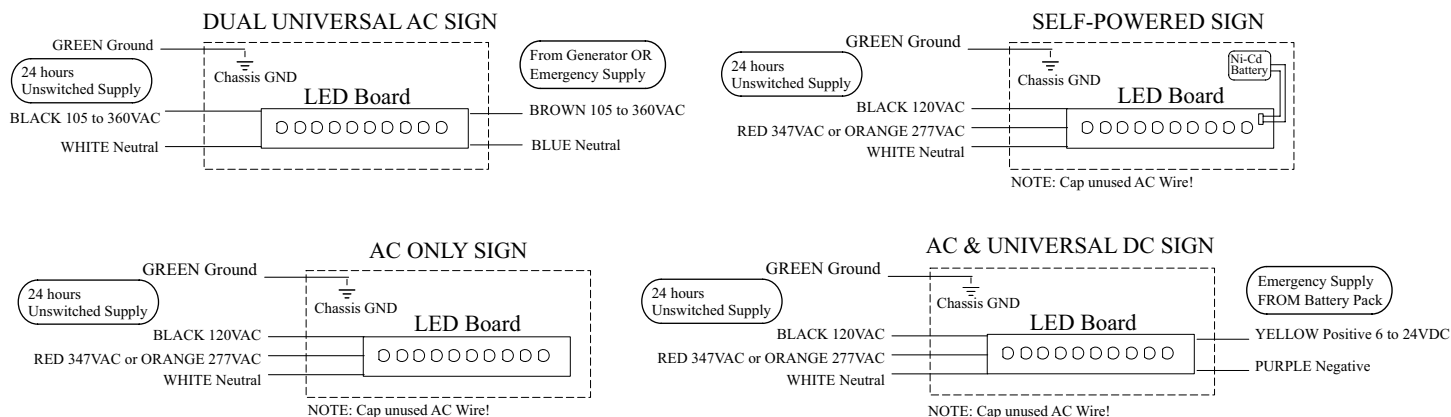 DUAL UNIVERSAL AC SIGN
GREEN Ground
Chassis GND
24 hours
Unswitched Supply
From Generator OR
Emergency Supply
LED Board
BLACK 105 to 360VAC
BROWN 105 to 360VAC
WHITE Neutral
BLUE Neutral
SELF-POWERED SIGN
GREEN Ground
Chassis GND
24 hours
Unswitched Supply
Ni-Cd
Battery
LED Board
BLACK 120VAC
RED 347VAC or ORANGE 277VAC
WHITE Neutral
NOTE: Cap unused AC Wire!
AC ONLY SIGN
GREEN Ground
Chassis GND
24 hours
Unswitched Supply
LED Board
BLACK 120VAC
RED 347VAC or ORANGE 277VAC
WHITE Neutral
NOTE: Cap unused AC Wire!
AC & UNIVERSAL DC SIGN
GREEN Ground
Chassis GND
24 hours
Unswitched Supply
Emergency Supply
FROM Battery Pack
LED Board
BLACK 120VAC
YELLOW Positive 6 to 24VDC
RED 347VAC or ORANGE 277VAC
PURPLE Negative
WHITE Neutral
NOTE: Cap unused AC Wire!